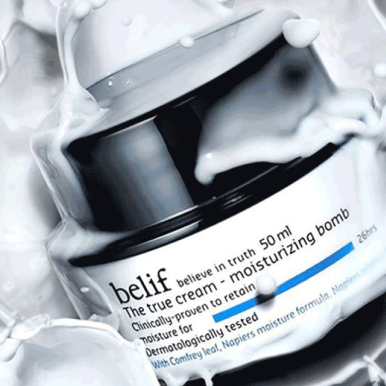 belif believe in truth 50 ml
The true cream - moisturizing bomb
Clinically-proven to retain
moisture for 26hrs
Dermatologically tested
With Comfrey leaf, Napiers moisture formula, Napiers